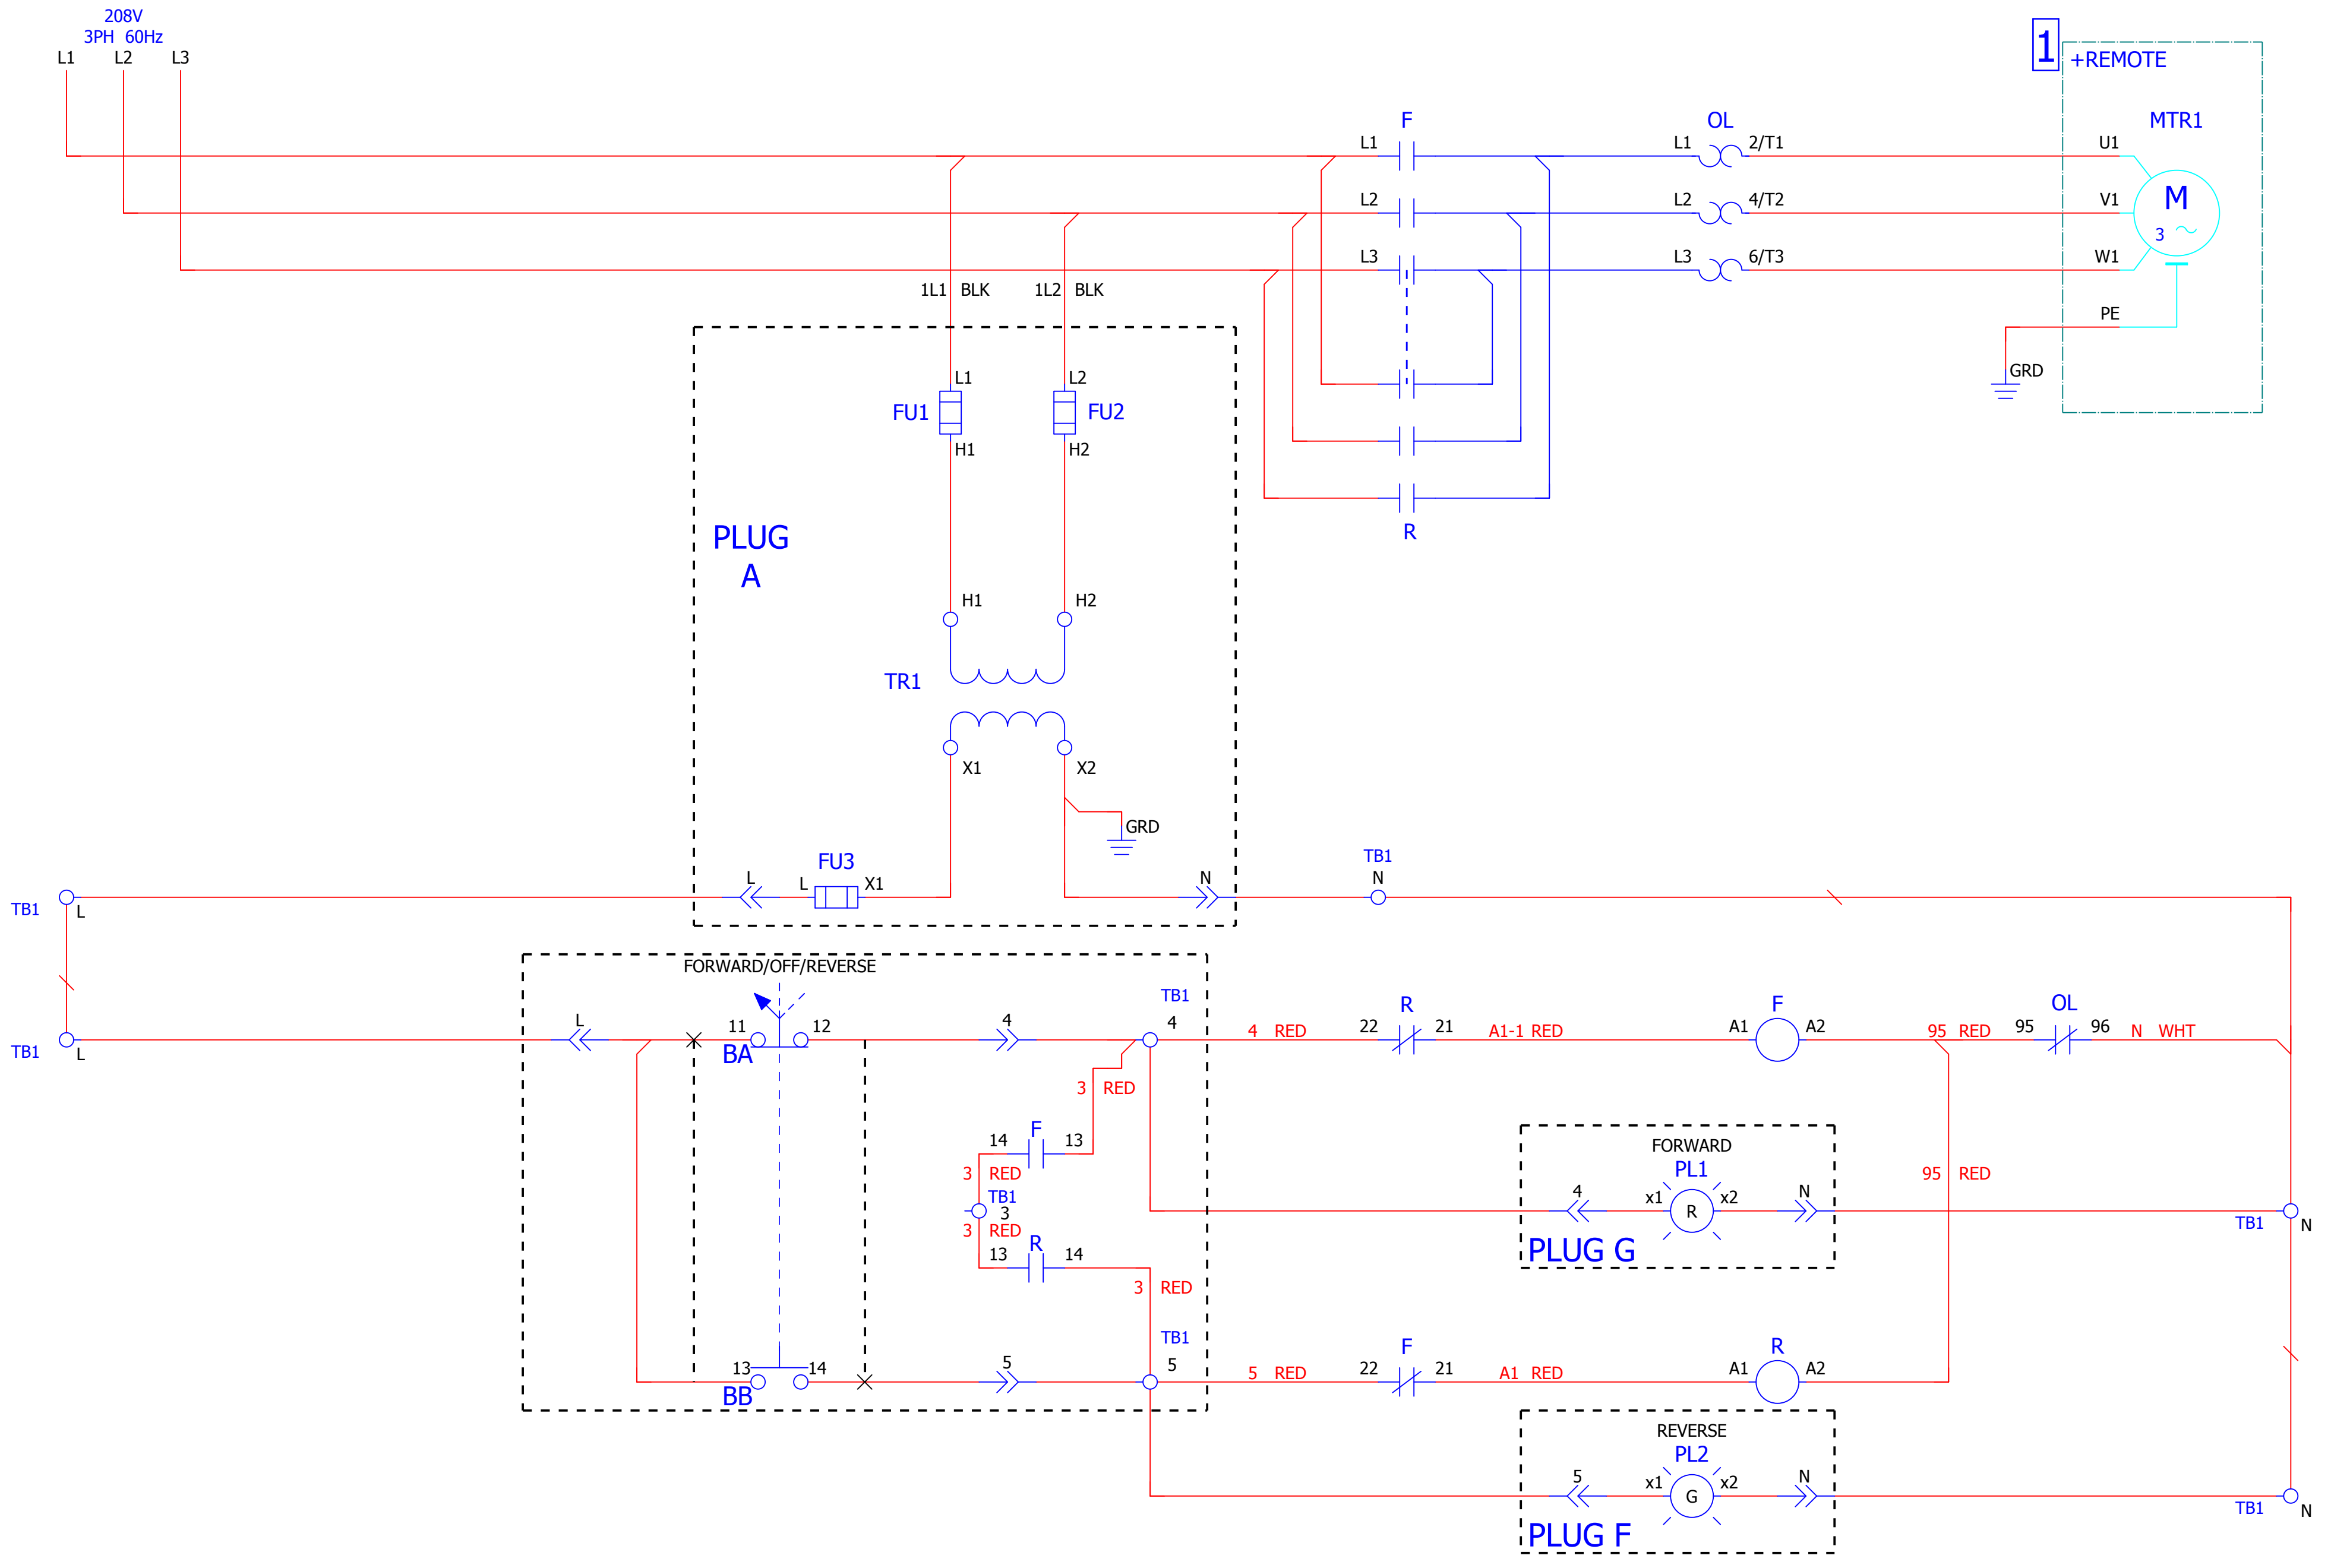 208V
3PH 60Hz
L1 L2 L3
1
+REMOTE
F
OL
MTR1
L1 L1 2/T1 U1
M
3
L2 L2 4/T2 V1
L3 L3 6/T3 W1
1L1 BLK 1L2 BLK
PE
GRD
L1 L2
FU1 FU2
H1 H2
R
PLUG
A
H1 H2
TR1
X1 X2
GRD
FU3
L L X1
N
TB1
N
TB1 L
FORWARD/OFF/REVERSE
TB1 L
L
11 12
BA
4
TB1
4
4 RED
R
22 21
A1-1 RED
F
A1 A2
95 RED
OL
95 96
N WHT
3 RED
F
14 13
3 RED
TB1
3
3 RED
R
13 14
3 RED
FORWARD
PL1
4 x1 R x2 N
PLUG G
95 RED
TB1 N
13 14
BB
5
TB1
5
5 RED
F
22 21
A1 RED
R
A1 A2
REVERSE
PL2
5 x1 G x2 N
PLUG F
TB1 N